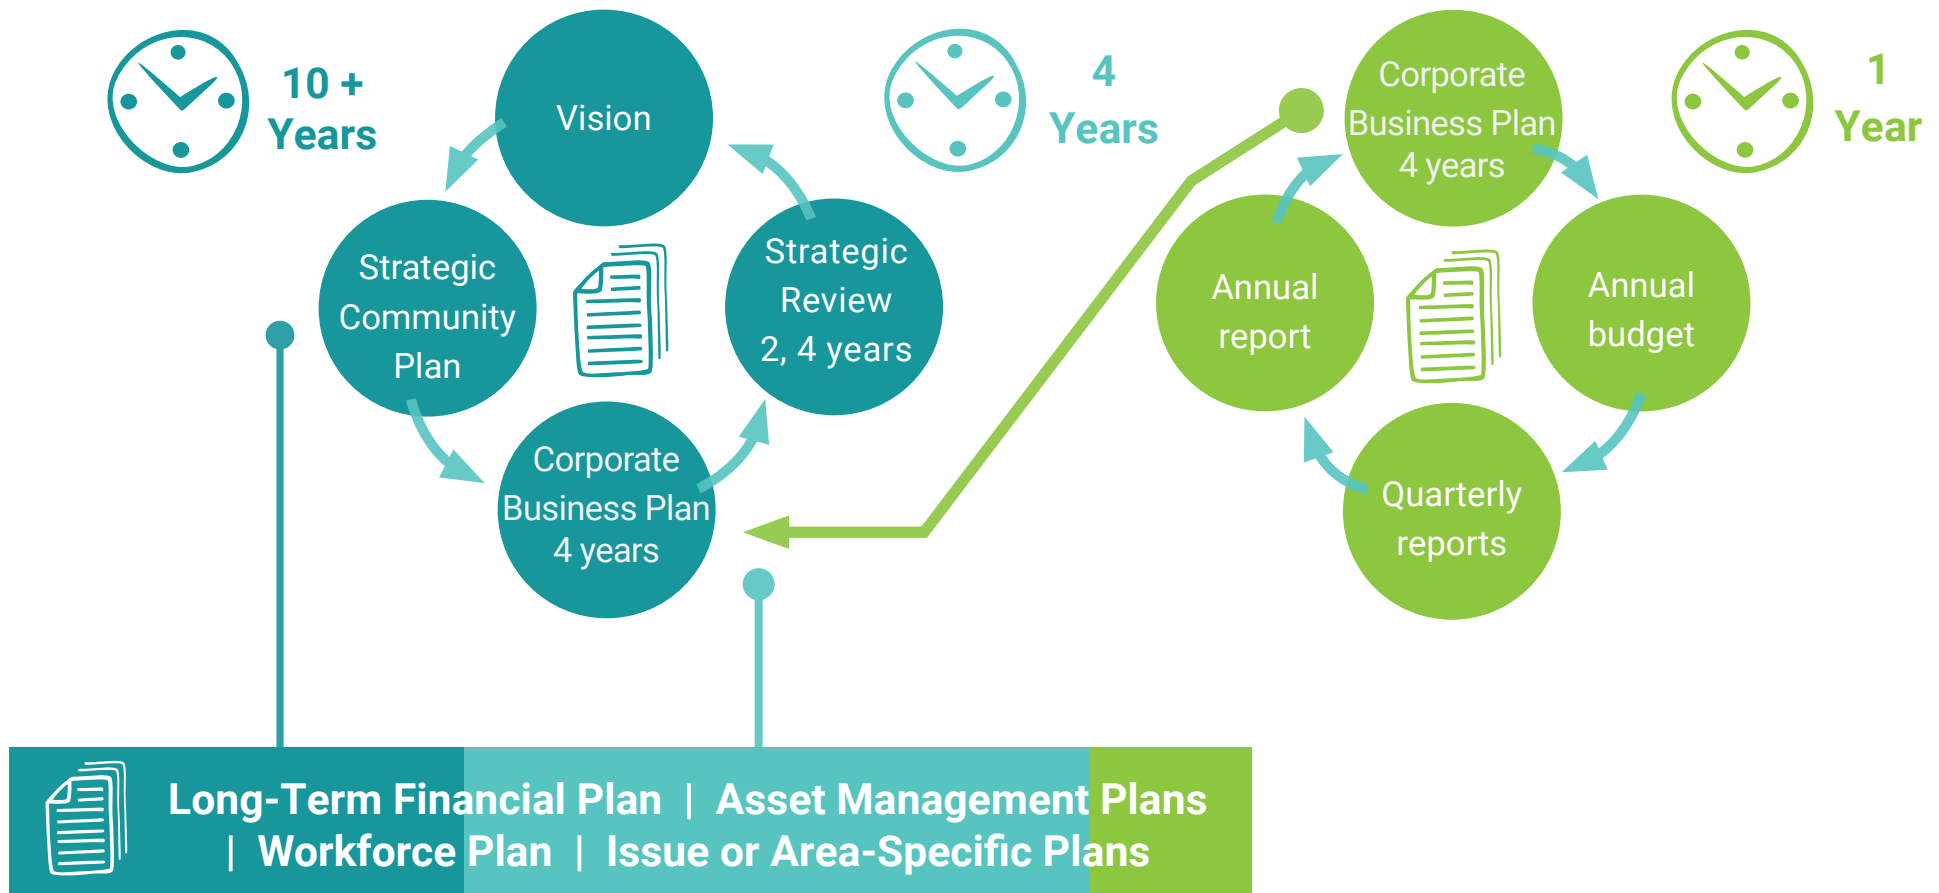 10 +
Years
Vision
Strategic
Community
Plan
Strategic
Review
2, 4 years
Corporate
Business Plan
4 years
4
Years
Corporate
Business Plan
4 years
1
Year
Annual
report
Annual
budget
Quarterly
reports
Long-Term Financial Plan | Asset Management Plans
| Workforce Plan | Issue or Area-Specific Plans